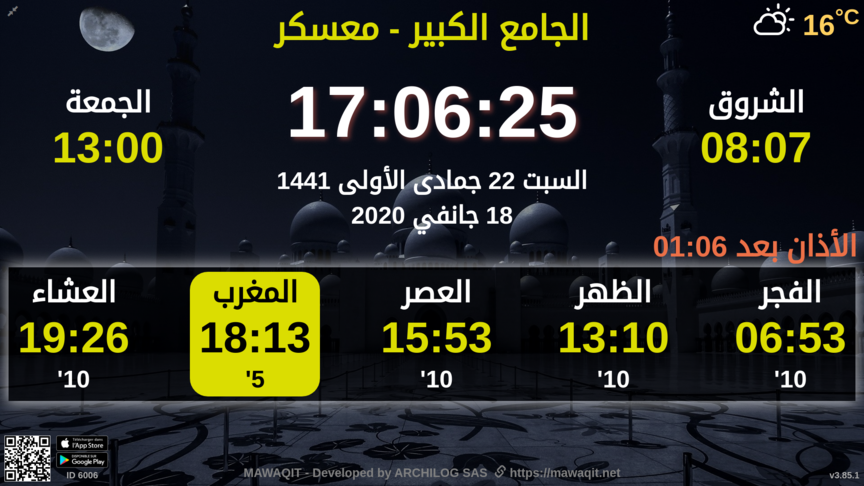 الجامع الكبير - معسكر
16°C
الجمعة
13:00
17:06:25
الشروق
08:07
السبت 22 جمادى الأولى 1441
18 جانفي 2020
الأذان بعد 01:06
الفجر
06:53
10'
الظهر
13:10
10'
العصر
15:53
10'
المغرب
18:13
5'
العشاء
19:26
10'
Télécharger dans
l'App Store
DISPONIBLE SUR
Google Play
ID 6006
MAWAQIT - Developed by ARCHILOG SAS https://mawaqit.net
v3.85.1